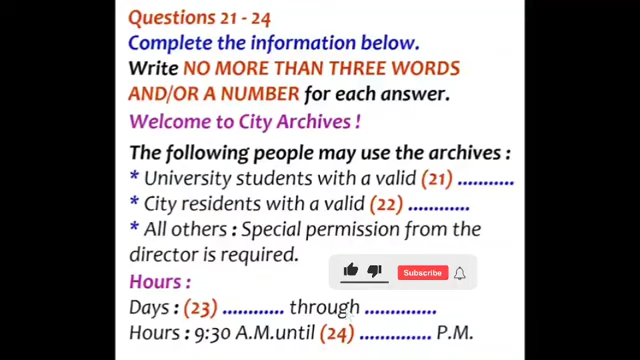 Questions 21 - 24
Complete the information below.
Write NO MORE THAN THREE WORDS
AND/OR A NUMBER for each answer.
Welcome to City Archives !
The following people may use the archives :
* University students with a valid (21) ............
* City residents with a valid (22) ............
* All others : Special permission from the
director is required.
Subscribe
Hours :
Days : (23) ............ through ..............
Hours : 9:30 A.M.until (24) .............. P.M.